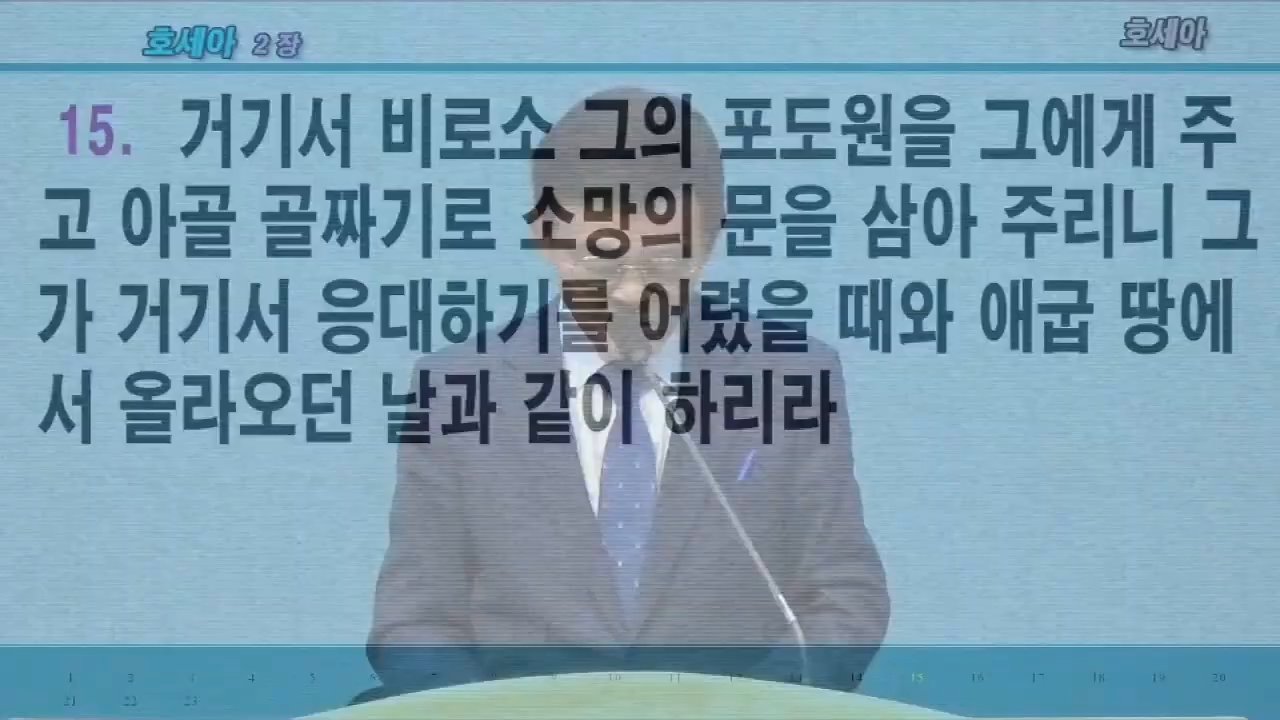 호세아 2 장
호세아
15. 거기서 비로소 그의 포도원을 그에게 주
고 아골 골짜기로 소망의 문을 삼아 주리니 그
가 거기서 응대하기를 어렸을 때와 애굽 땅에
서 올라오던 날과 같이 하리라
1 2 3 4 5 6 7 8 9 10 11 12 13 14 14 15 16 17 18 19 20
21 22 23